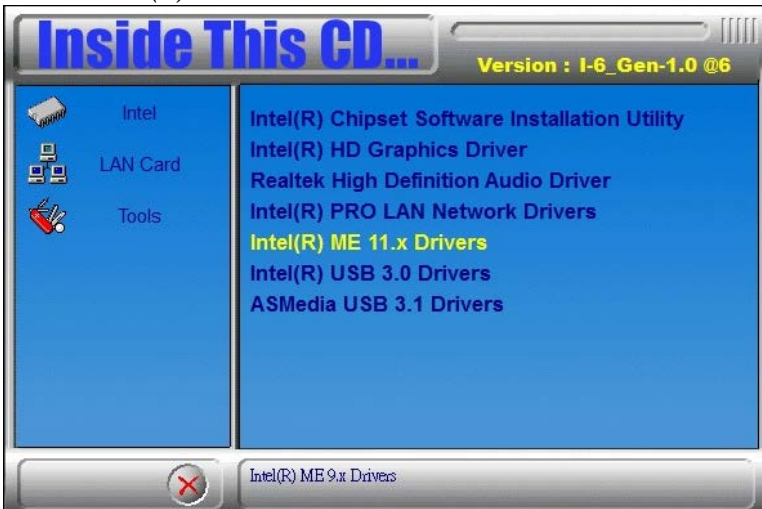 Inside This CD...
Version : I-6_Gen-1.0 @6
Intel
LAN Card
Tools
Intel(R) Chipset Software Installation Utility
Intel(R) HD Graphics Driver
Realtek High Definition Audio Driver
Intel(R) PRO LAN Network Drivers
Intel(R) ME 11.x Drivers
Intel(R) USB 3.0 Drivers
ASMedia USB 3.1 Drivers
Intel(R) ME 9.x Drivers